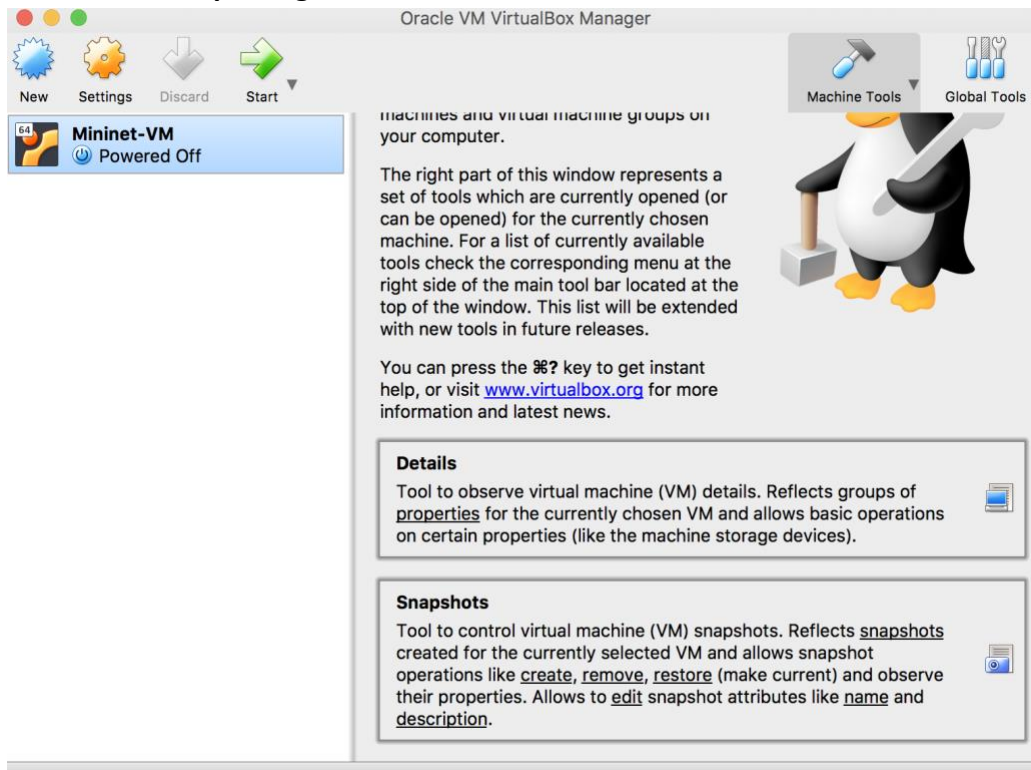 Oracle VM VirtualBox Manager
New Settings Discard Start Machine Tools Global Tools
64
Mininet-VM
Powered Off
machines and virtual machine groups on
your computer.
The right part of this window represents a
set of tools which are currently opened (or
can be opened) for the currently chosen
machine. For a list of currently available
tools check the corresponding menu at the
right side of the main tool bar located at the
top of the window. This list will be extended
with new tools in future releases.
You can press the ⌘? key to get instant
help, or visit www.virtualbox.org for more
information and latest news.
Details
Tool to observe virtual machine (VM) details. Reflects groups of
properties for the currently chosen VM and allows basic operations
on certain properties (like the machine storage devices).
Snapshots
Tool to control virtual machine (VM) snapshots. Reflects snapshots
created for the currently selected VM and allows snapshot
operations like create, remove, restore (make current) and observe
their properties. Allows to edit snapshot attributes like name and
description.